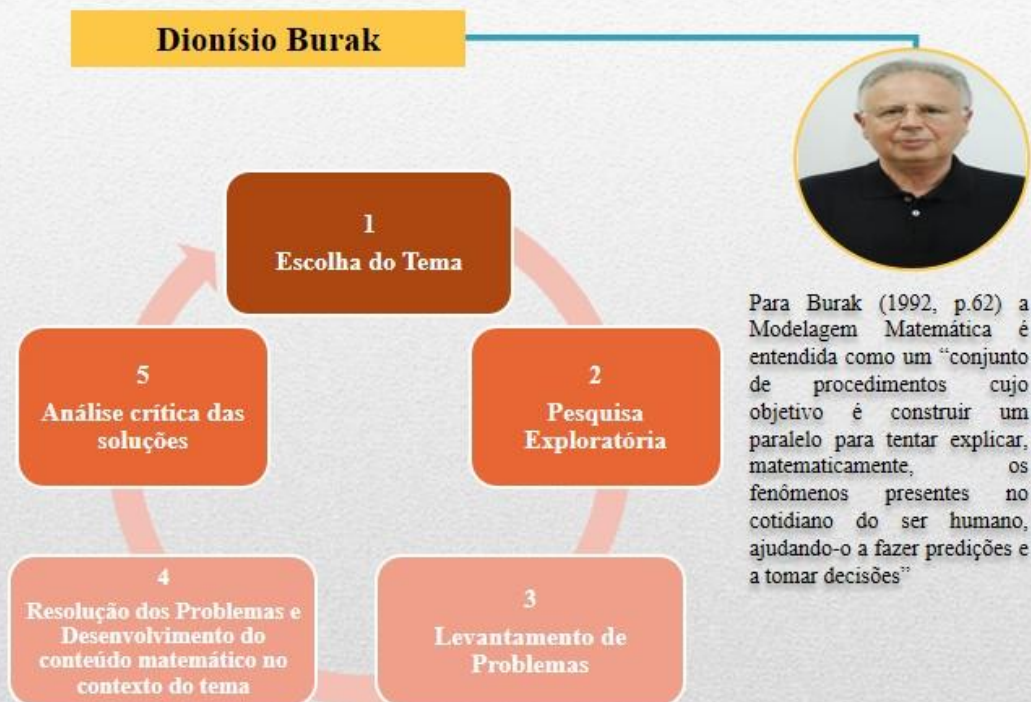 Dionísio Burak
1
Escolha do Tema
2
Pesquisa
Exploratória
3
Levantamento de
Problemas
4
Resolução dos Problemas e
Desenvolvimento do
conteúdo matemático no
contexto do tema
5
Análise crítica das
soluções
Para Burak (1992, p.62) a
Modelagem Matemática é
entendida como um “conjunto
de procedimentos cujo
objetivo é construir um
paralelo para tentar explicar,
matematicamente, os
fenômenos presentes no
cotidiano do ser humano,
ajudando-o a fazer predições e
a tomar decisões”